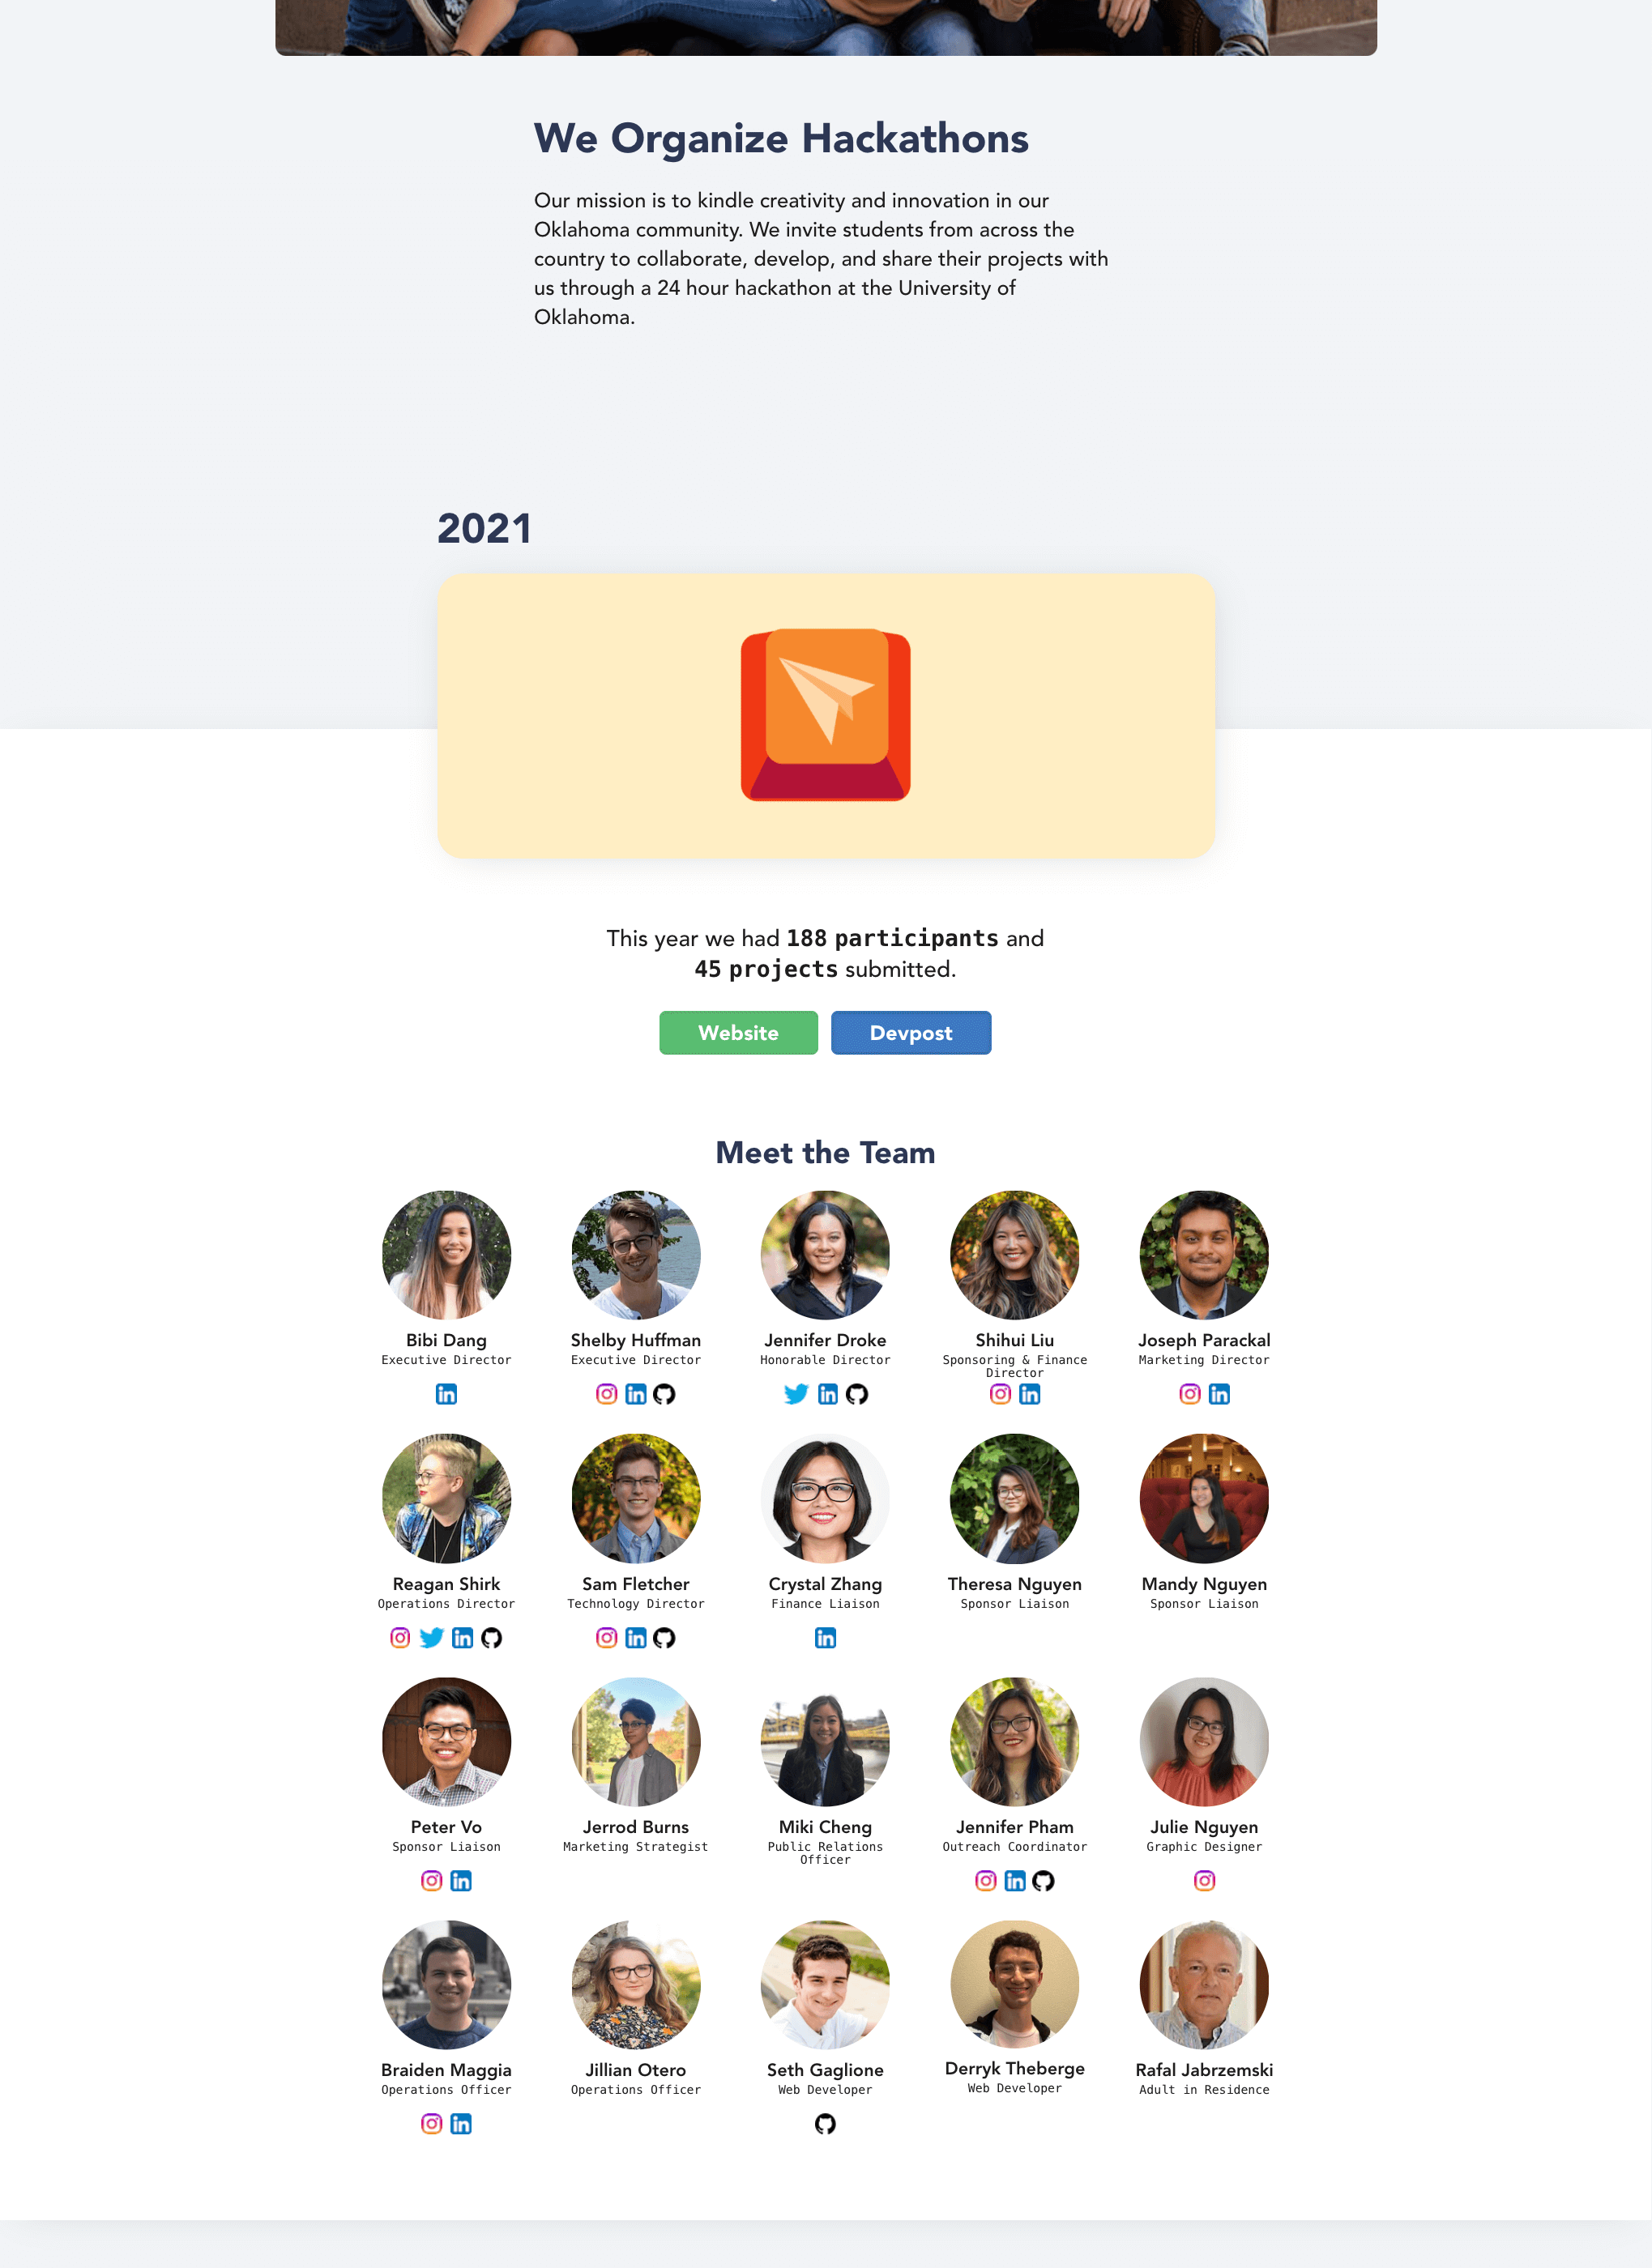 We Organize Hackathons
Our mission is to kindle creativity and innovation in our
Oklahoma community. We invite students from across the
country to collaborate, develop, and share their projects with
us through a 24 hour hackathon at the University of
Oklahoma.
2021
This year we had 188 participants and
45 projects submitted.
Website Devpost
Meet the Team
Bibi Dang
Executive Director
Shelby Huffman
Executive Director
Jennifer Droke
Honorable Director
Shihui Liu
Sponsoring & Finance
Director
Joseph Parackal
Marketing Director
Reagan Shirk
Operations Director
Sam Fletcher
Technology Director
Crystal Zhang
Finance Liaison
Theresa Nguyen
Sponsor Liaison
Mandy Nguyen
Sponsor Liaison
Peter Vo
Sponsor Liaison
Jerrod Burns
Marketing Strategist
Miki Cheng
Public Relations
Officer
Jennifer Pham
Outreach Coordinator
Julie Nguyen
Graphic Designer
Braiden Maggia
Operations Officer
Jillian Otero
Operations Officer
Seth Gaglione
Web Developer
Derryk Theberge
Web Developer
Rafal Jabrzemski
Adult in Residence